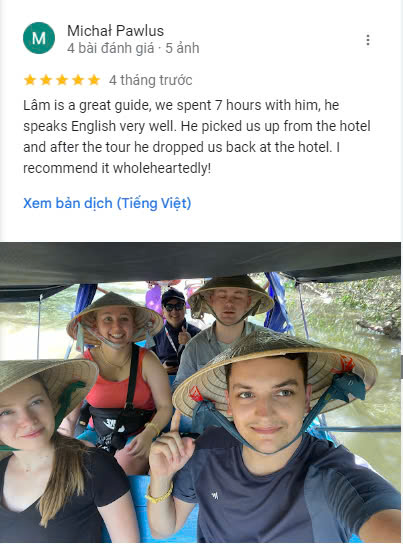 M
Michał Pawlus
4 bài đánh giá · 5 ảnh
4 tháng trước
Lâm is a great guide, we spent 7 hours with him, he
speaks English very well. He picked us up from the hotel
and after the tour he dropped us back at the hotel. I
recommend it wholeheartedly!
Xem bản dịch (Tiếng Việt)